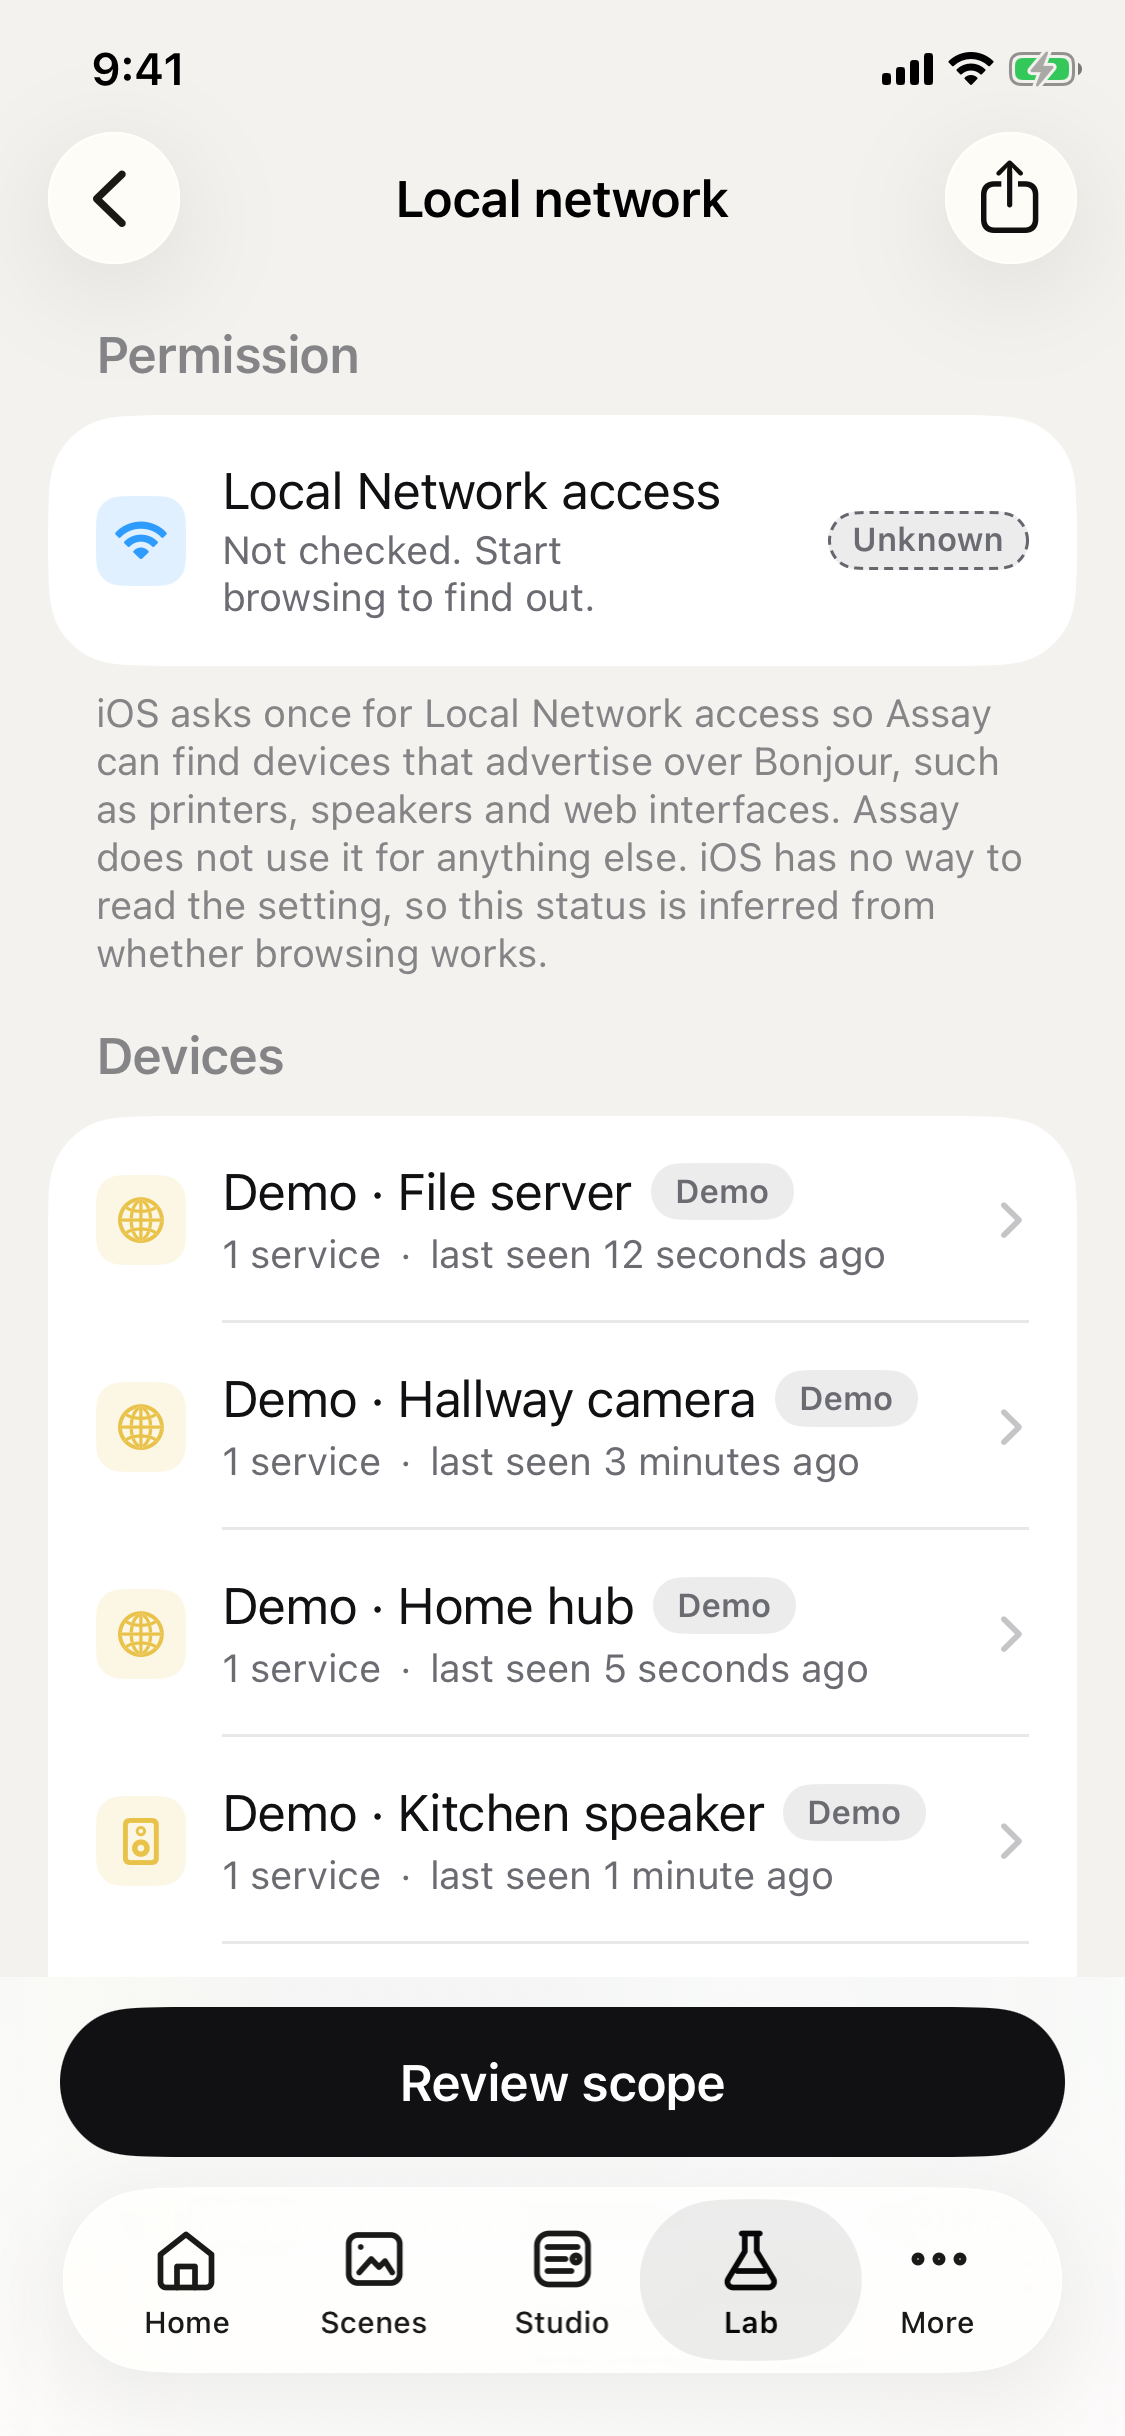 9:41
Local network
Permission
Local Network access
Not checked. Start
browsing to find out.
Unknown
iOS asks once for Local Network access so Assay
can find devices that advertise over Bonjour, such
as printers, speakers and web interfaces. Assay
does not use it for anything else. iOS has no way to
read the setting, so this status is inferred from
whether browsing works.
Devices
Demo · File server Demo
1 service · last seen 12 seconds ago
Demo · Hallway camera Demo
1 service · last seen 3 minutes ago
Demo · Home hub Demo
1 service · last seen 5 seconds ago
Demo · Kitchen speaker Demo
1 service · last seen 1 minute ago
Review scope
Home Scenes Studio Lab More